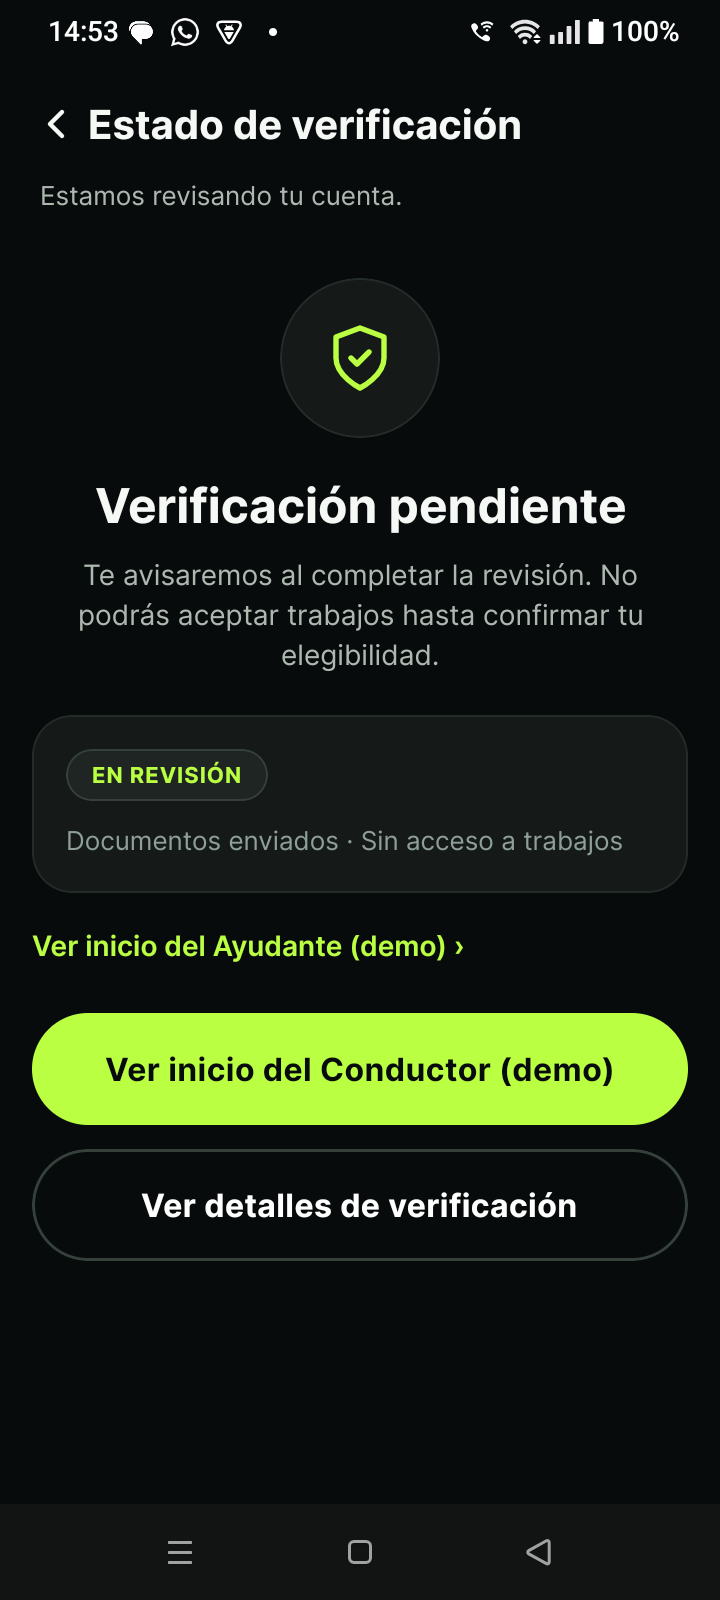 14:53
100%
Estado de verificación
Estamos revisando tu cuenta.
Verificación pendiente
Te avisaremos al completar la revisión. No
podrás aceptar trabajos hasta confirmar tu
elegibilidad.
EN REVISIÓN
Documentos enviados · Sin acceso a trabajos
Ver inicio del Ayudante (demo) ›
Ver inicio del Conductor (demo)
Ver detalles de verificación